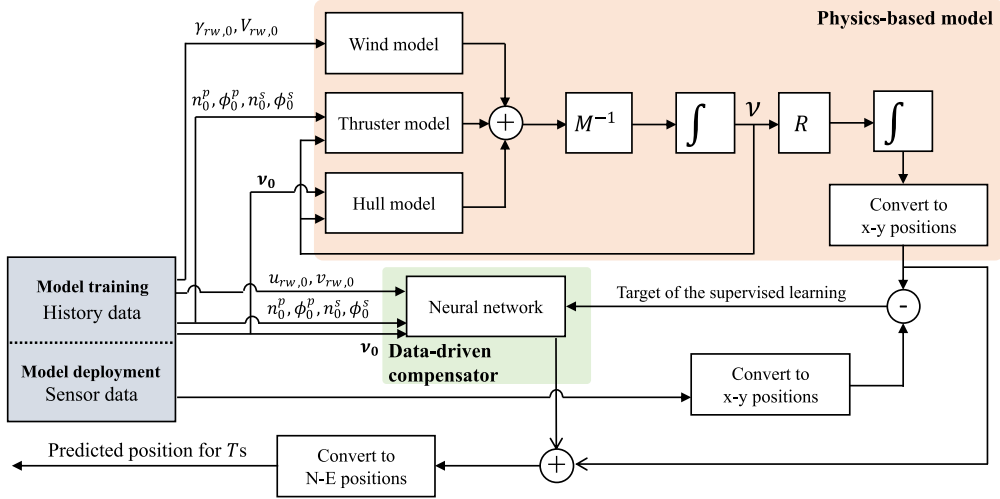 Physics-based model
γ_{rw,0}, V_{rw,0}
Wind model
n_0^p, ϕ_0^p, n_0^s, ϕ_0^s
Thruster model
+
M^{-1}
∫
ν
R
∫
ν_0
Hull model
Convert to
x-y positions
Model training
History data
u_{rw,0}, v_{rw,0}
n_0^p, ϕ_0^p, n_0^s, ϕ_0^s
ν_0
Neural network
Target of the supervised learning
-
Data-driven
compensator
Model deployment
Sensor data
Convert to
x-y positions
Predicted position for Ts
Convert to
N-E positions
+